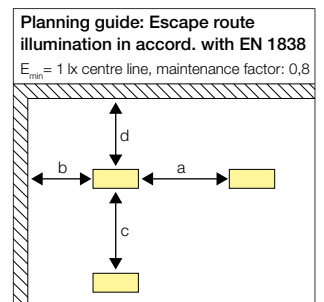 Planning guide: Escape route
illumination in accord. with EN 1838
Emin= 1 lx centre line, maintenance factor: 0,8
d
b
a
c